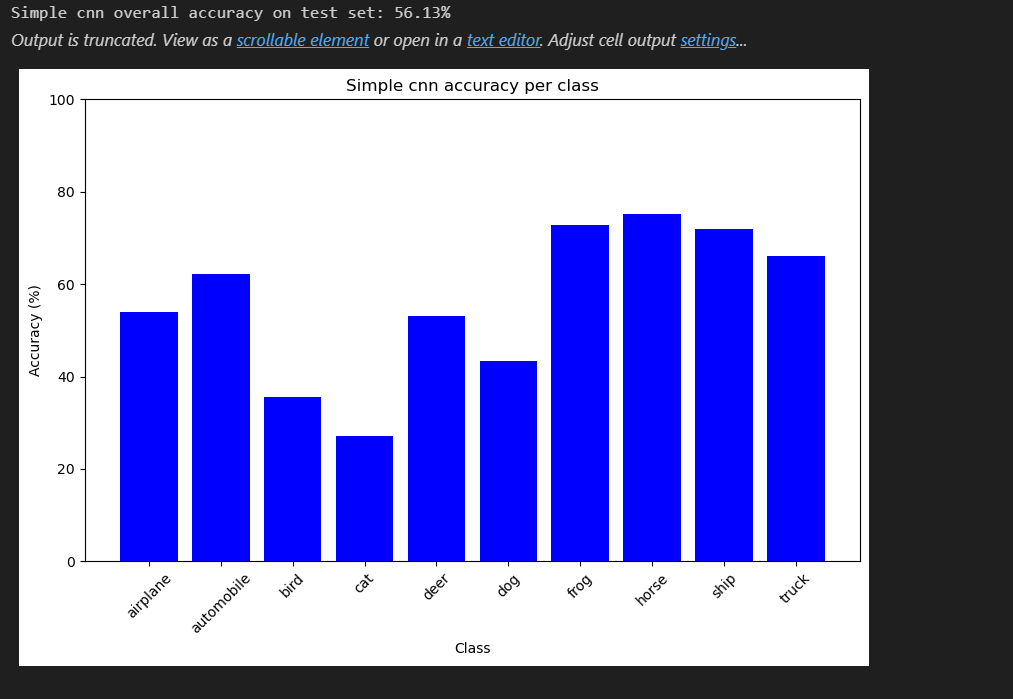 Simple cnn overall accuracy on test set: 56.13%
Output is truncated. View as a scrollable element or open in a text editor. Adjust cell output settings...
Simple cnn accuracy per class
100
80
60
40
20
0
Accuracy (%)
airplane
automobile
bird
cat
deer
dog
frog
horse
ship
truck
Class